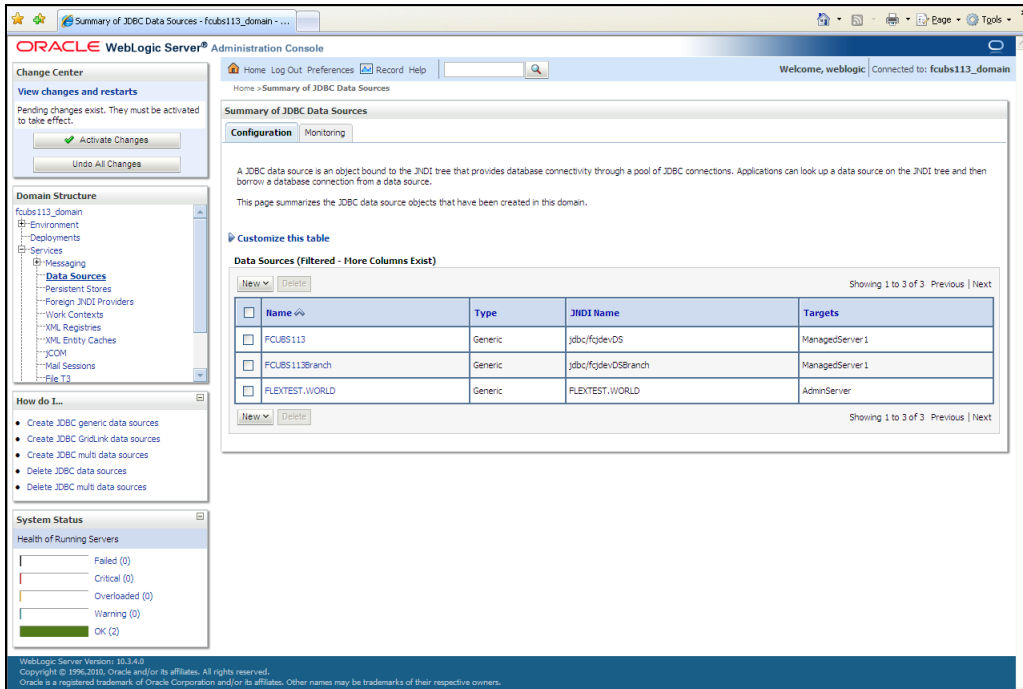 Summary of JDBC Data Sources - fcubs113_domain - ...
Page
Tools
ORACLE WebLogic Server® Administration Console
Change Center
View changes and restarts
Pending changes exist. They must be activated
to take effect.
Activate Changes
Undo All Changes
Domain Structure
fcubs113_domain
Environment
Deployments
Services
Messaging
Data Sources
Persistent Stores
Foreign JNDI Providers
Work Contexts
XML Registries
XML Entity Caches
jCOM
Mail Sessions
File T3
How do I...
Create JDBC generic data sources
Create JDBC GridLink data sources
Create JDBC multi data sources
Delete JDBC data sources
Delete JDBC multi data sources
System Status
Health of Running Servers
Failed (0)
Critical (0)
Overloaded (0)
Warning (0)
OK (2)
Home Log Out Preferences Record Help
Welcome, weblogic Connected to: fcubs113_domain
Home >Summary of JDBC Data Sources
Summary of JDBC Data Sources
Configuration Monitoring
A JDBC data source is an object bound to the JNDI tree that provides database connectivity through a pool of JDBC connections. Applications can look up a data source on the JNDI tree and then
borrow a database connection from a data source.
This page summarizes the JDBC data source objects that have been created in this domain.
Customize this table
Data Sources (Filtered - More Columns Exist)
New Delete Showing 1 to 3 of 3 Previous | Next
Name Type JNDI Name Targets
FCUBS113 Generic jdbc/fcjdevDS ManagedServer1
FCUBS113Branch Generic jdbc/fcjdevDSBranch ManagedServer1
FLEXTEST.WORLD Generic FLEXTEST.WORLD AdminServer
New Delete Showing 1 to 3 of 3 Previous | Next
WebLogic Server Version: 10.3.4.0
Copyright © 1996,2010, Oracle and/or its affiliates. All rights reserved.
Oracle is a registered trademark of Oracle Corporation and/or its affiliates. Other names may be trademarks of their respective owners.